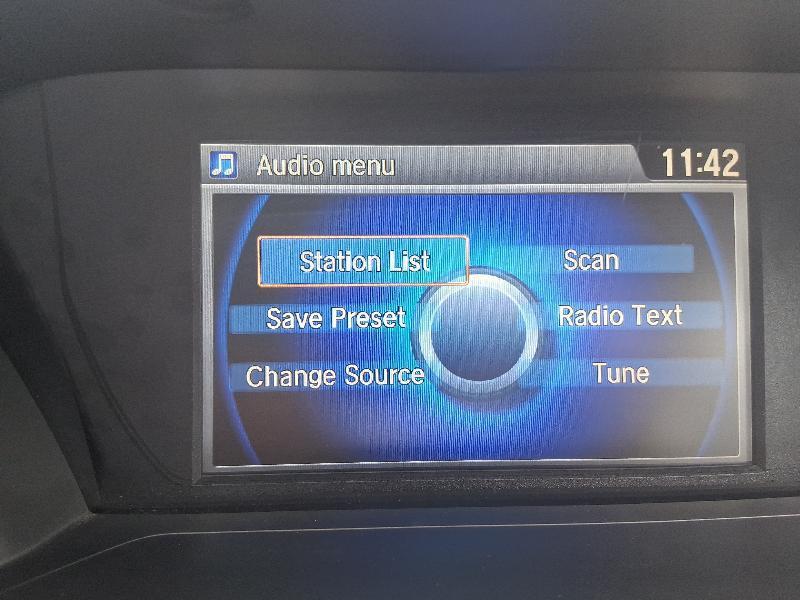 Audio menu
11:42
Station List
Scan
Save Preset
Radio Text
Change Source
Tune